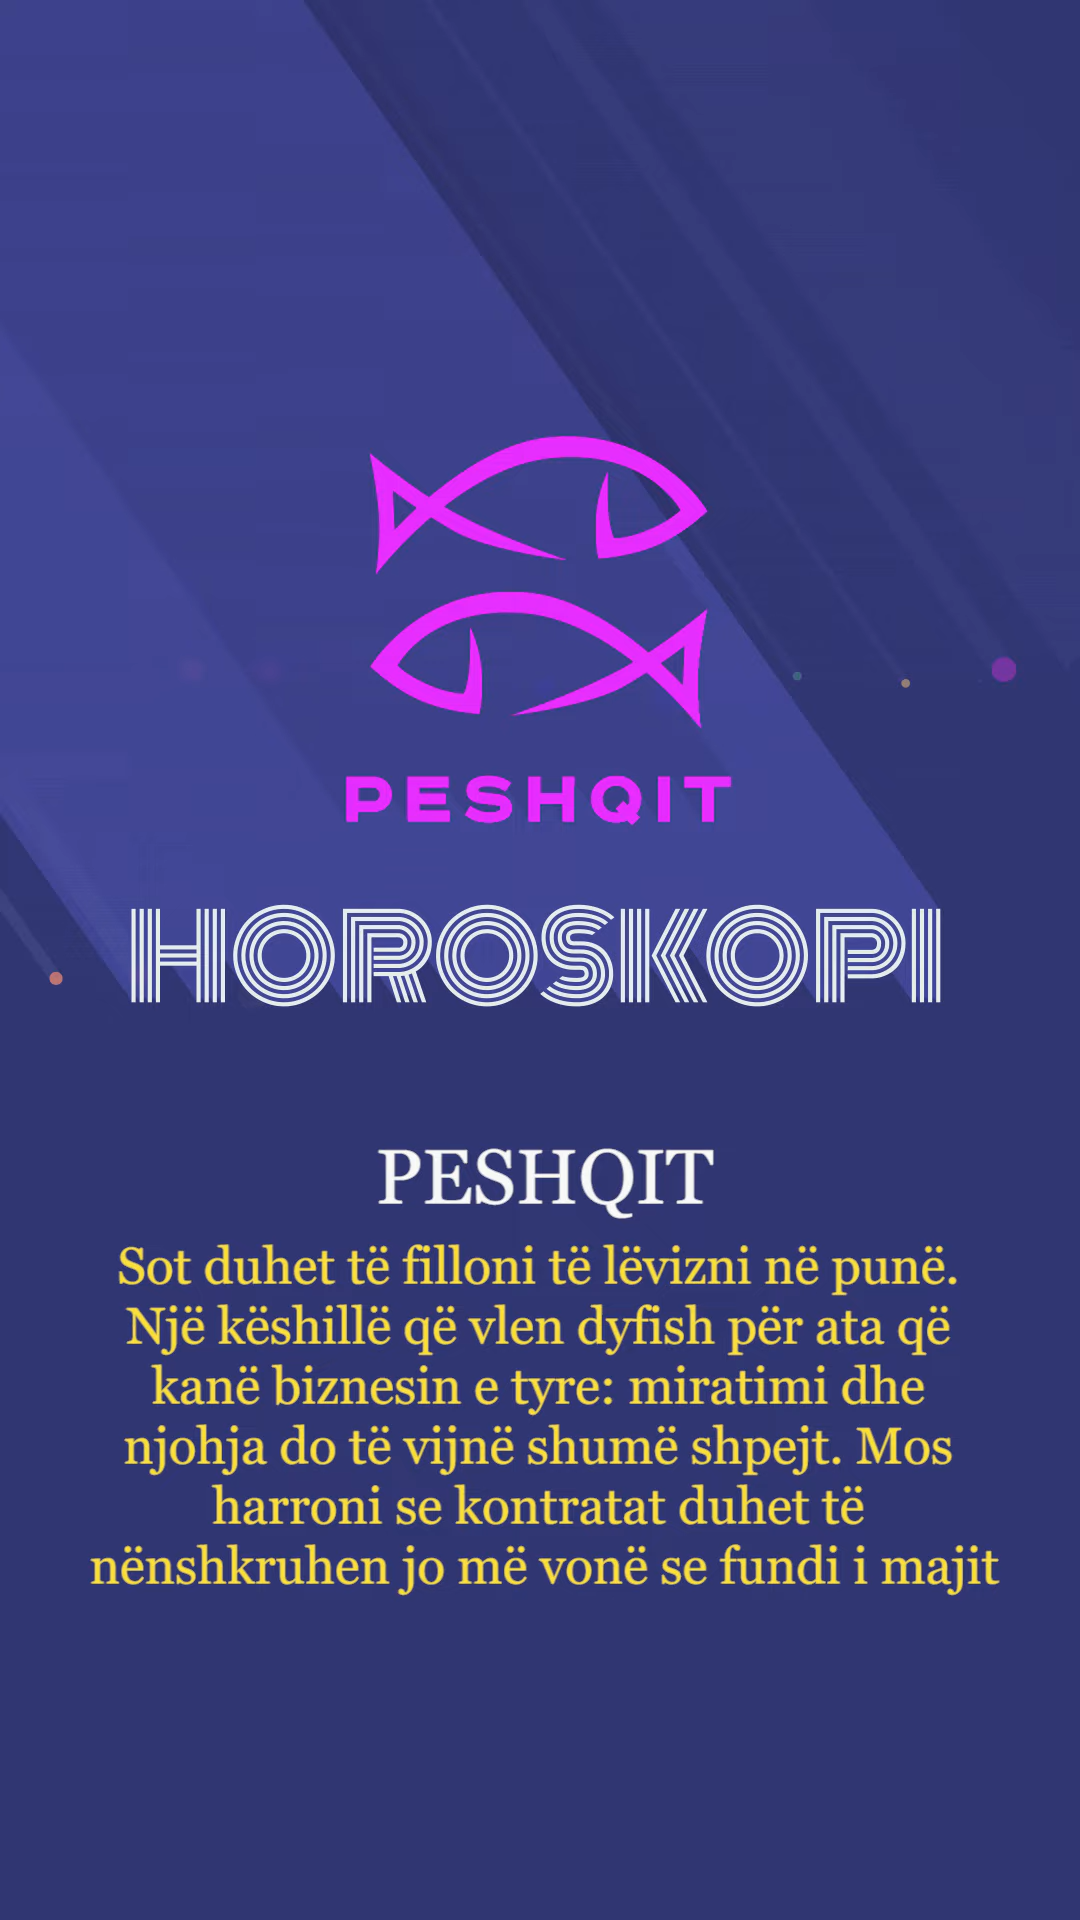 PESHQIT
HOROSKOPI
PESHQIT
Sot duhet të filloni të lëvizni në punë.
Një këshillë që vlen dyfish për ata që
kanë biznesin e tyre: miratimi dhe
njohja do të vijnë shumë shpejt. Mos
harroni se kontratat duhet të
nënshkruhen jo më vonë se fundi i majit